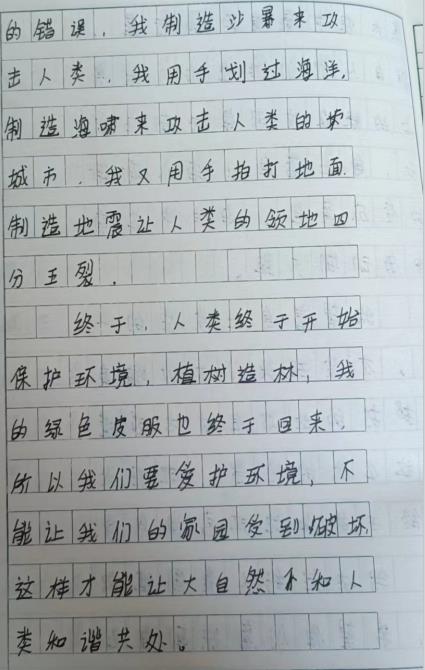 的错误，我制造沙暴来攻
击人类，我用手划过海洋，
制造海啸来攻击人类的
城市，我又用手拍打地面，
制造地震让人类的领地四
分五裂。
终于，人类终于开始
保护环境，植树造林，我
的绿色皮服也终于回来，
所以我们要爱护环境，不
能让我们的家园受到破坏，
这样才能让大自然和人
类和谐共处。